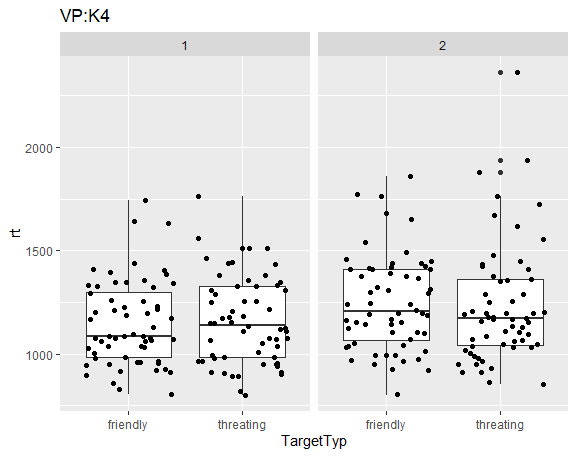 VP:K4
1 2
rt
2000
1500
1000
friendly threating friendly threating
TargetTyp